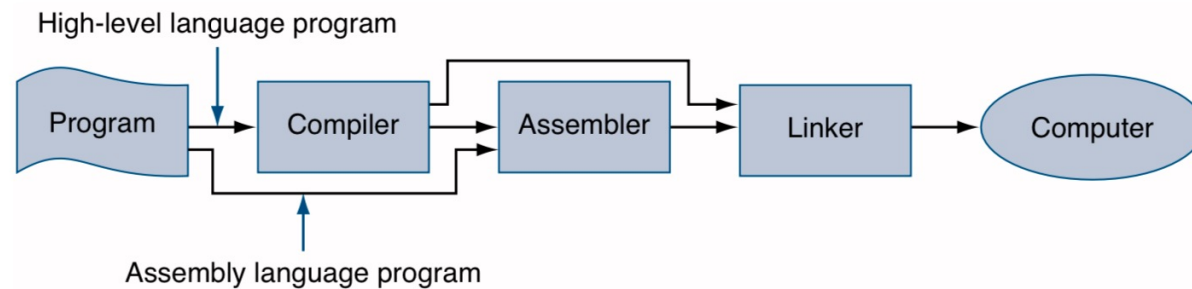 High-level language program
Program
Compiler
Assembler
Linker
Computer
Assembly language program